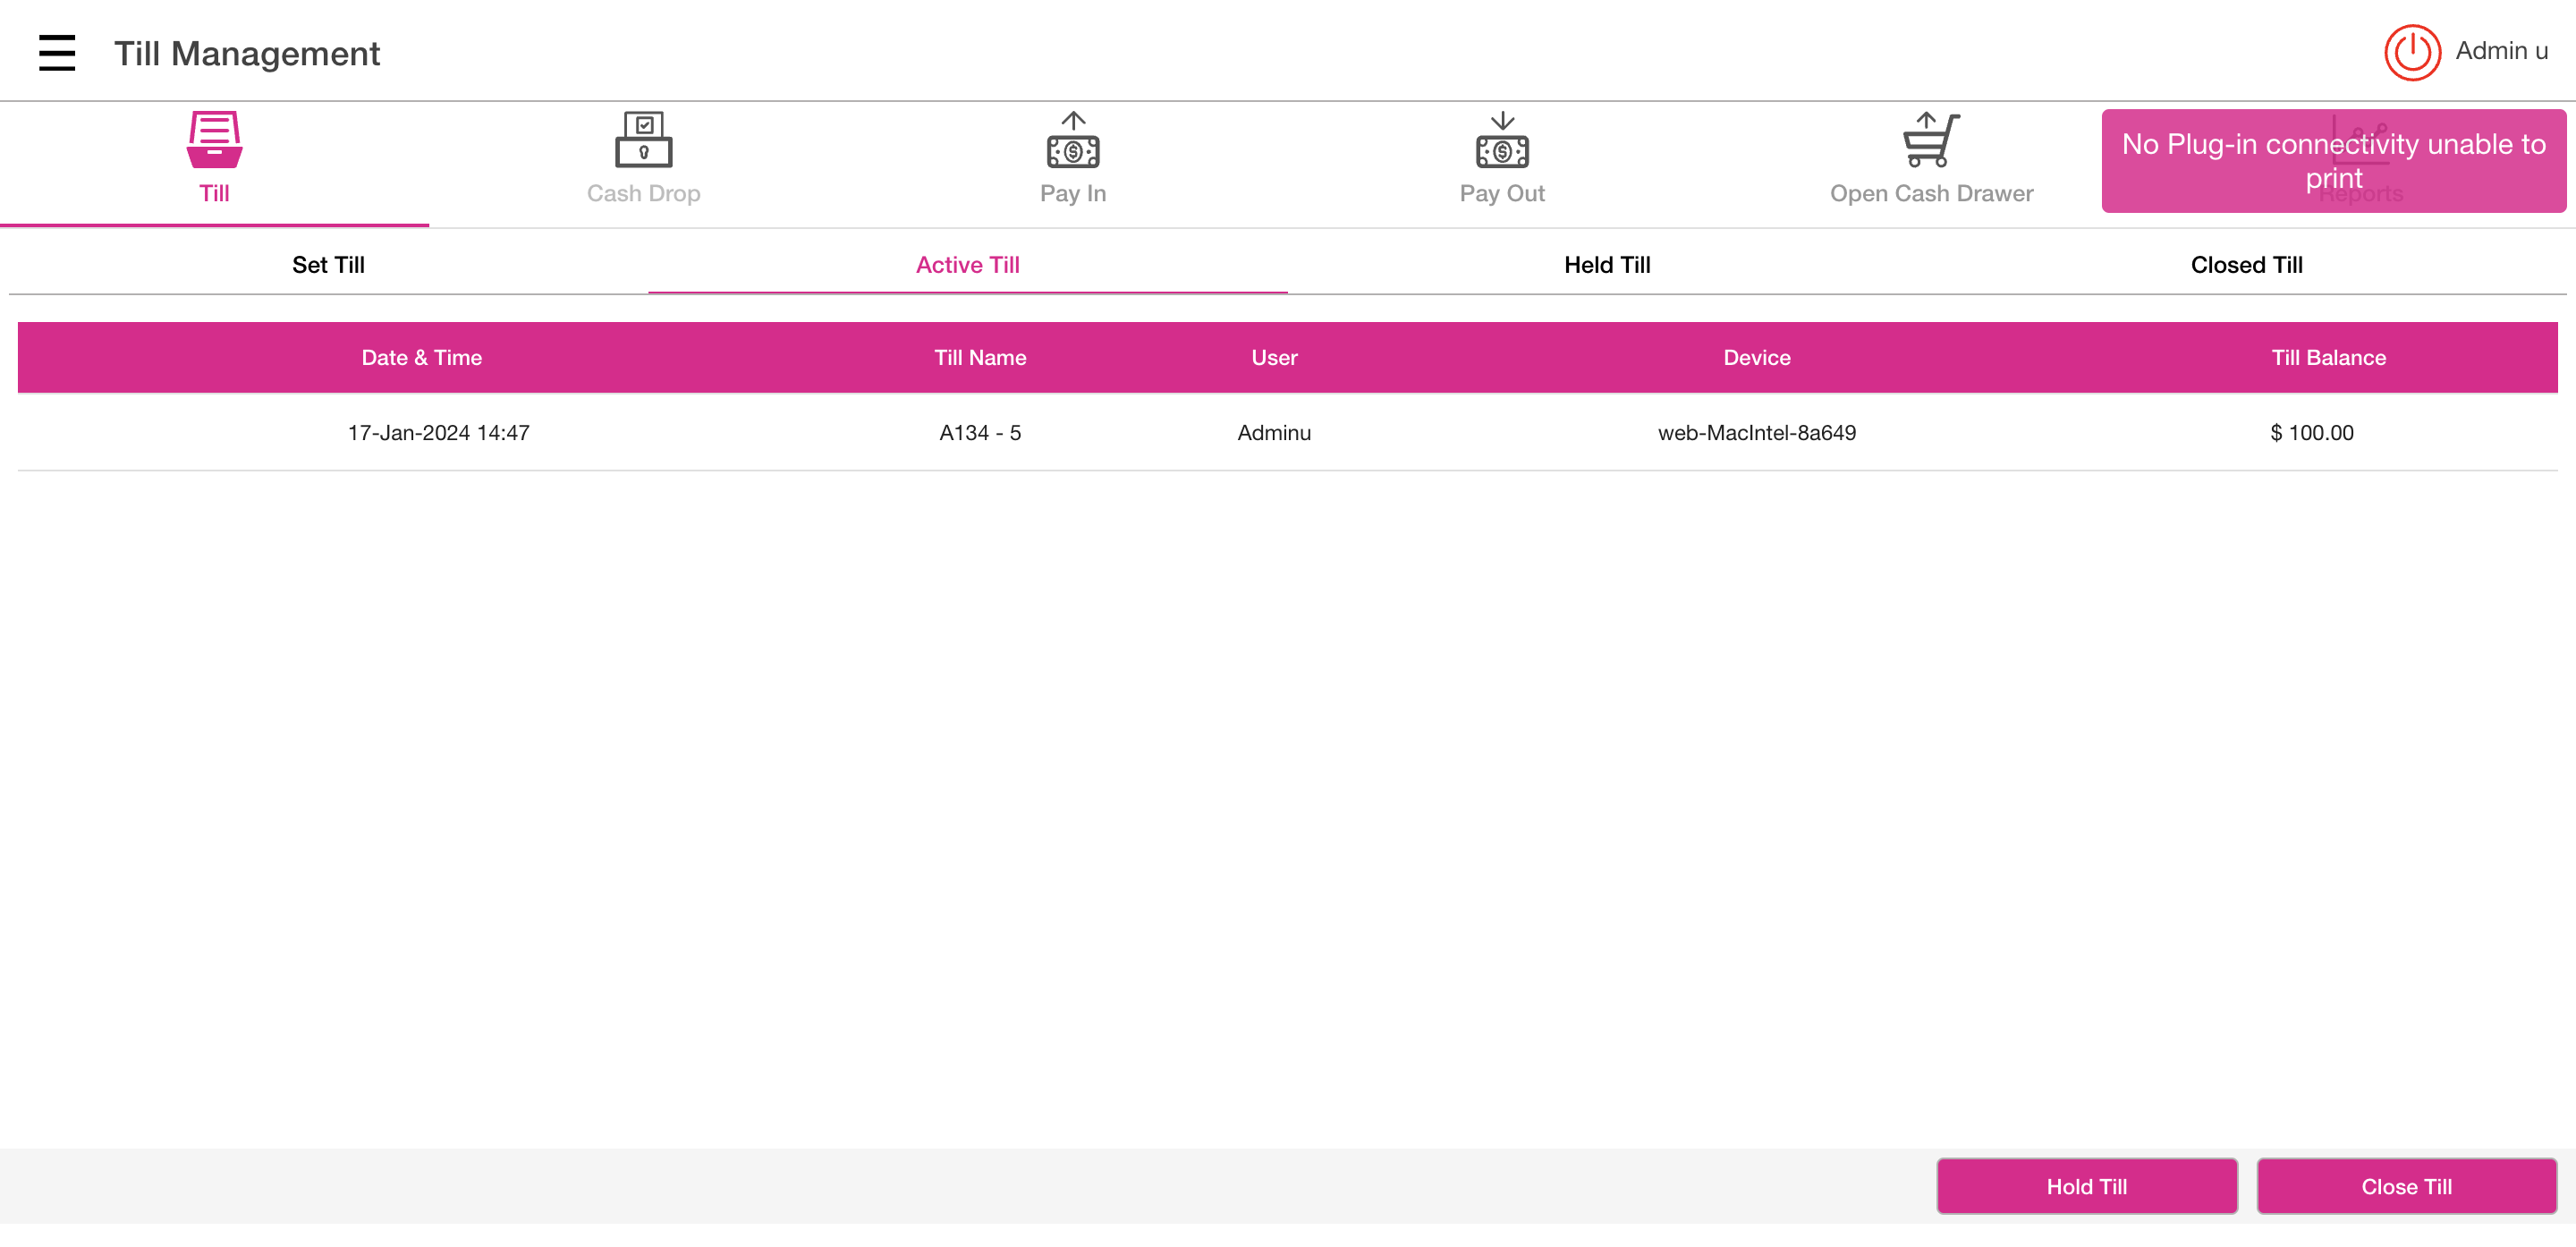 Till Management
Admin u
Till
Cash Drop
Pay In
Pay Out
Open Cash Drawer
Reports
No Plug-in connectivity unable to
print
Set Till
Active Till
Held Till
Closed Till
Date & Time
Till Name
User
Device
Till Balance
17-Jan-2024 14:47
A134 - 5
Adminu
web-MacIntel-8a649
$ 100.00
Hold Till
Close Till